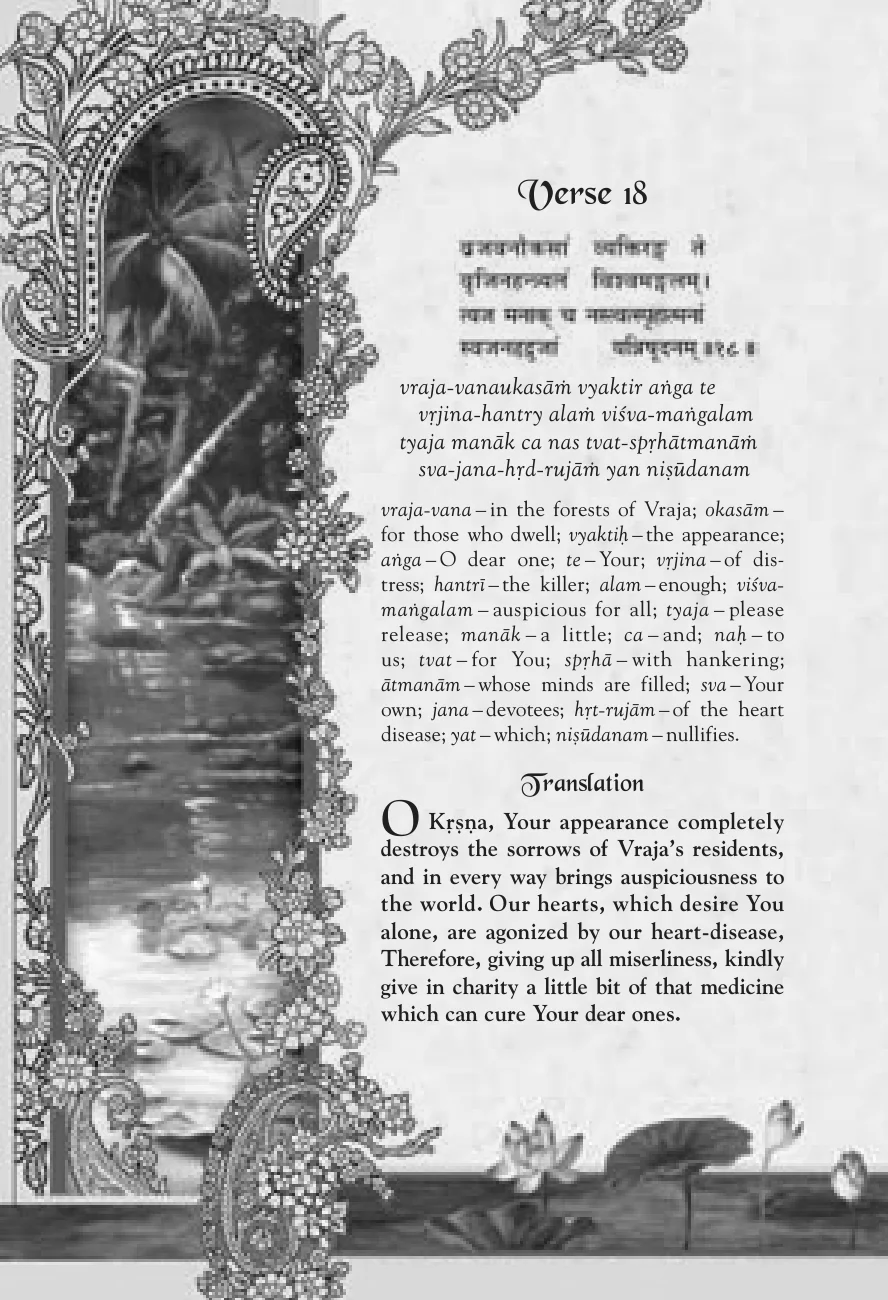 Verse 18
व्रजवनौकसां व्यक्तिरङ्ग ते
वृजिनहन्त्र्यलं विश्वमङ्गलम्।
त्यज मनाक् च नस्त्वत्स्पृहात्मनां
स्वजनहृद्रुजां यन्निषूदनम्॥१८॥
vraja-vanaukasāṁ vyaktir aṅga te
vṛjina-hantry alaṁ viśva-maṅgalam
tyaja manāk ca nas tvat-spṛhātmanāṁ
sva-jana-hṛd-rujāṁ yan niṣūdanam
vraja-vana – in the forests of Vraja; okasām –
for those who dwell; vyaktiḥ – the appearance;
aṅga – O dear one; te – Your; vṛjina – of dis-
tress; hantrī – the killer; alam – enough; viśva-
maṅgalam – auspicious for all; tyaja – please
release; manāk – a little; ca – and; naḥ – to
us; tvat – for You; spṛhā – with hankering;
ātmanām – whose minds are filled; sva – Your
own; jana – devotees; hṛt-rujām – of the heart
disease; yat – which; niṣūdanam – nullifies.
Translation
O Kṛṣṇa, Your appearance completely
destroys the sorrows of Vraja's residents,
and in every way brings auspiciousness to
the world. Our hearts, which desire You
alone, are agonized by our heart-disease,
Therefore, giving up all miserliness, kindly
give in charity a little bit of that medicine
which can cure Your dear ones.